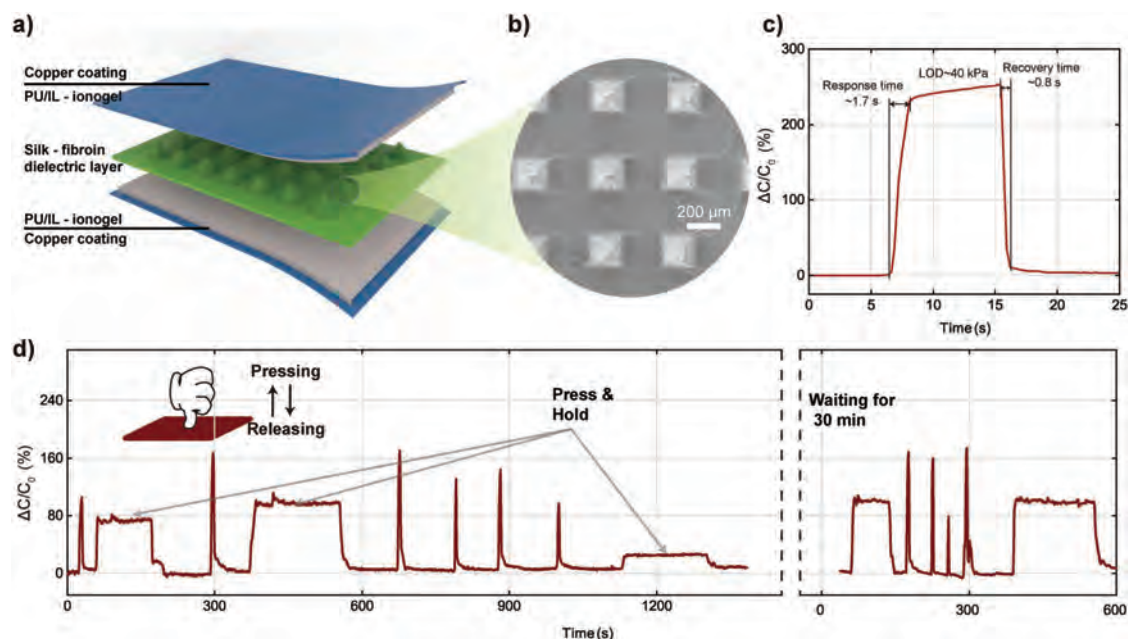 a)
Copper coating
PU/IL - ionogel
Silk - fibroin
dielectric layer
PU/IL - ionogel
Copper coating
b)
200 µm
c)
300
200
100
0
ΔC/C0 (%)
Response time
~1.7 s
LOD~40 kPa
Recovery time
~0.8 s
0 5 10 15 20 25
Time (s)
d)
240
160
80
0
ΔC/C0 (%)
Pressing
Releasing
Press &
Hold
Waiting for
30 min
0 300 600 900 1200
0 300 600
Time (s)